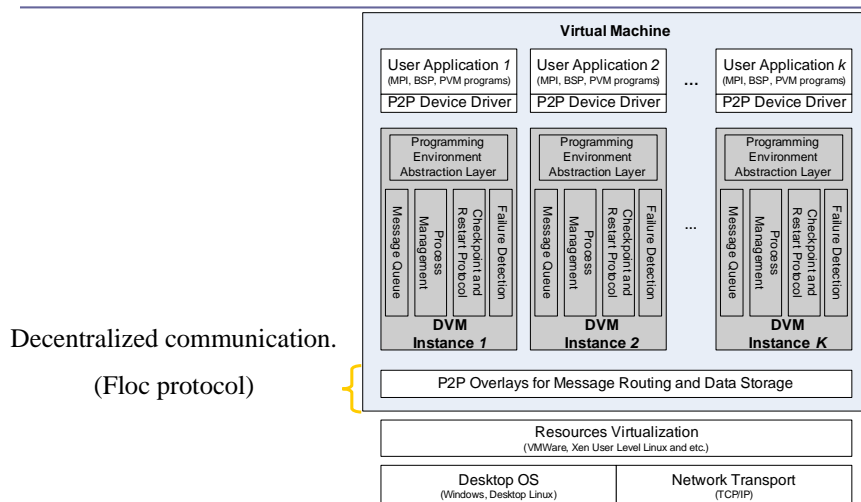 Virtual Machine
User Application 1
(MPI, BSP, PVM programs)
P2P Device Driver
User Application 2
(MPI, BSP, PVM programs)
P2P Device Driver
...
User Application k
(MPI, BSP, PVM programs)
P2P Device Driver
Programming
Environment
Abstraction Layer
Message Queue
Process
Management
Checkpoint and
Restart Protocol
Failure Detection
DVM
Instance 1
Programming
Environment
Abstraction Layer
Message Queue
Process
Management
Checkpoint and
Restart Protocol
Failure Detection
DVM
Instance 2
...
Programming
Environment
Abstraction Layer
Message Queue
Process
Management
Checkpoint and
Restart Protocol
Failure Detection
DVM
Instance K
Decentralized communication.
(Floc protocol)
P2P Overlays for Message Routing and Data Storage
Resources Virtualization
(VMWare, Xen User Level Linux and etc.)
Desktop OS
(Windows, Desktop Linux)
Network Transport
(TCP/IP)